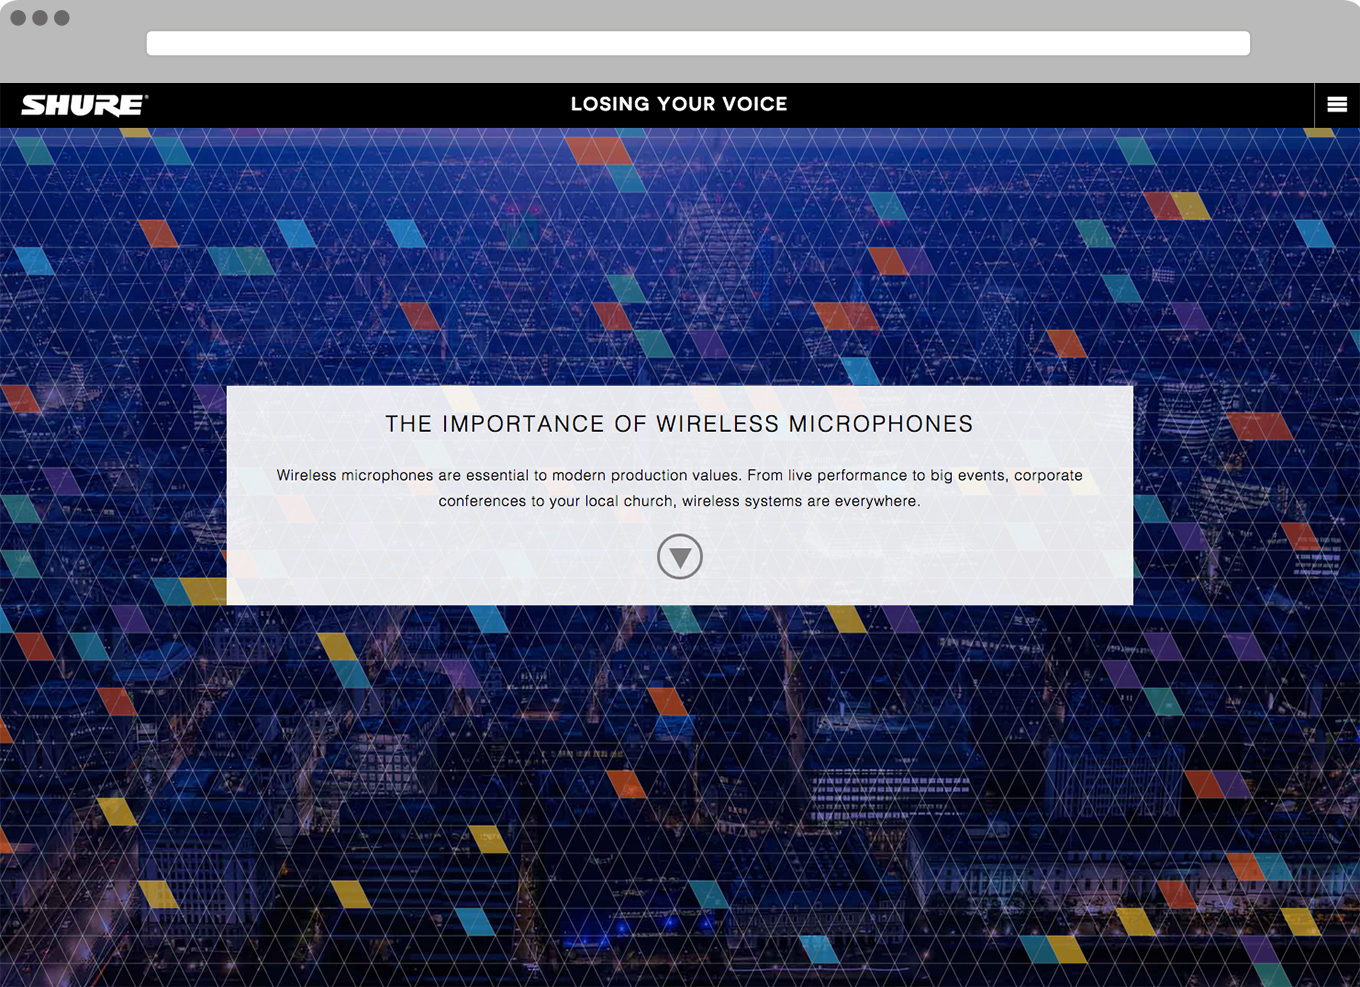 SHURE
LOSING YOUR VOICE
THE IMPORTANCE OF WIRELESS MICROPHONES
Wireless microphones are essential to modern production values. From live performance to big events, corporate
conferences to your local church, wireless systems are everywhere.